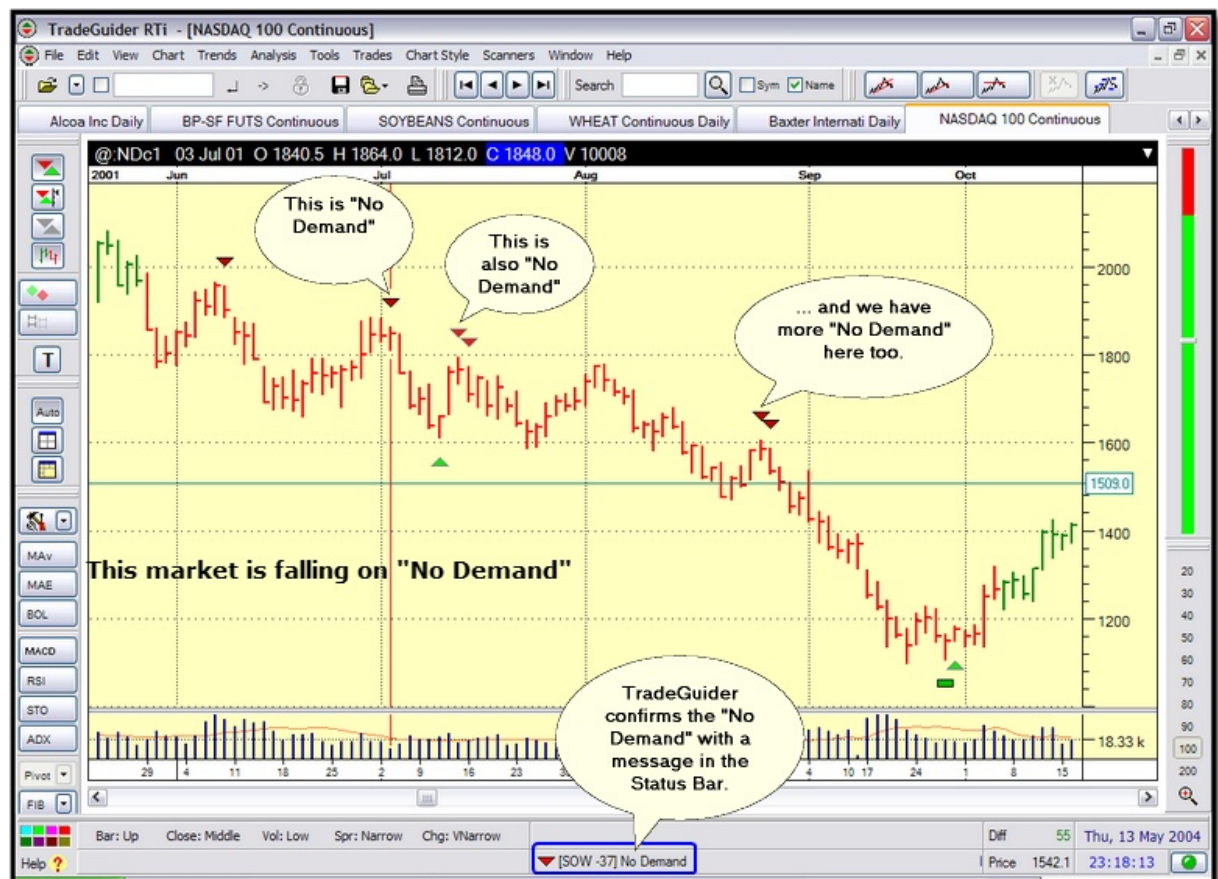 TradeGuider RTi - [NASDAQ 100 Continuous]
File Edit View Chart Trends Analysis Tools Trades Chart Style Scanners Window Help
Search Sym Name
Alcoa Inc Daily BP-SF FUTS Continuous SOYBEANS Continuous WHEAT Continuous Daily Baxter Internati Daily NASDAQ 100 Continuous
@:NDc1 03 Jul 01 O 1840.5 H 1864.0 L 1812.0 C 1848.0 V 10008
2001 Jun Jul Aug Sep Oct
This is "No
Demand"
This is
also "No
Demand"
... and we have
more "No Demand"
here too.
2000
1800
1600
1509.0
1400
1200
T
Auto
MAv
MAE
BOL
MACD
RSI
STO
ADX
Pivot
FIB
This market is falling on "No Demand"
TradeGuider
confirms the "No
Demand" with a
message in the
Status Bar.
18.33 k
29 4 11 18 25 2 9 16 23 4 10 17 24 1 8 15
20
30
40
50
60
70
80
90
100
200
Bar: Up Close: Middle Vol: Low Spr: Narrow Chg: VNarrow Diff 55 Thu, 13 May 2004
Help [SOW -37] No Demand Price 1542.1 23:18:13